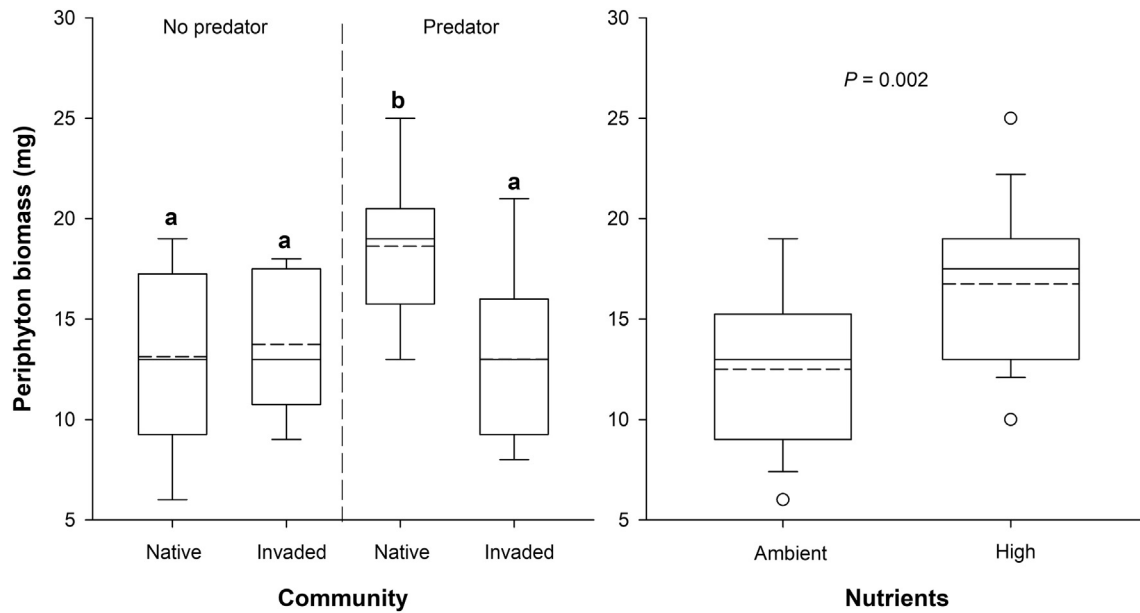 30
25
20
15
10
5
Periphyton biomass (mg)
No predator
Predator
a
a
b
a
Native
Invaded
Native
Invaded
Community
30
25
20
15
10
5
P = 0.002
Ambient
High
Nutrients